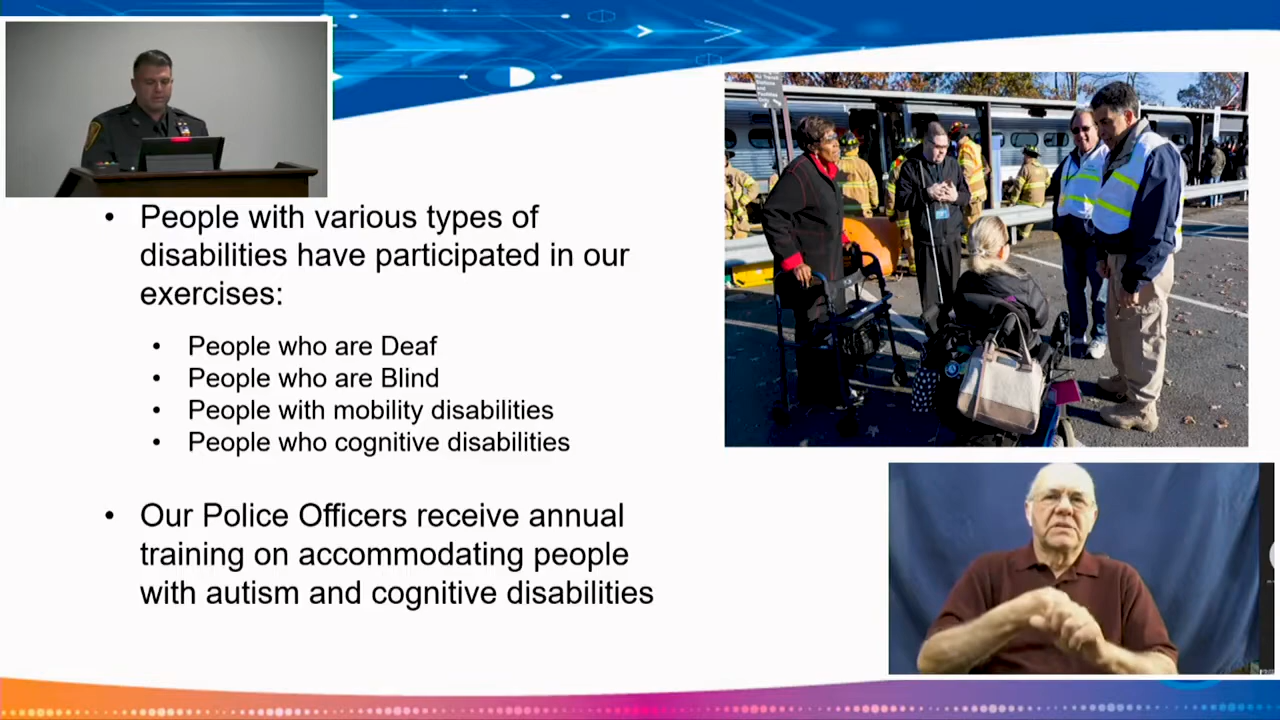 • People with various types of
disabilities have participated in our
exercises:
• People who are Deaf
• People who are Blind
• People with mobility disabilities
• People who cognitive disabilities
• Our Police Officers receive annual
training on accommodating people
with autism and cognitive disabilities